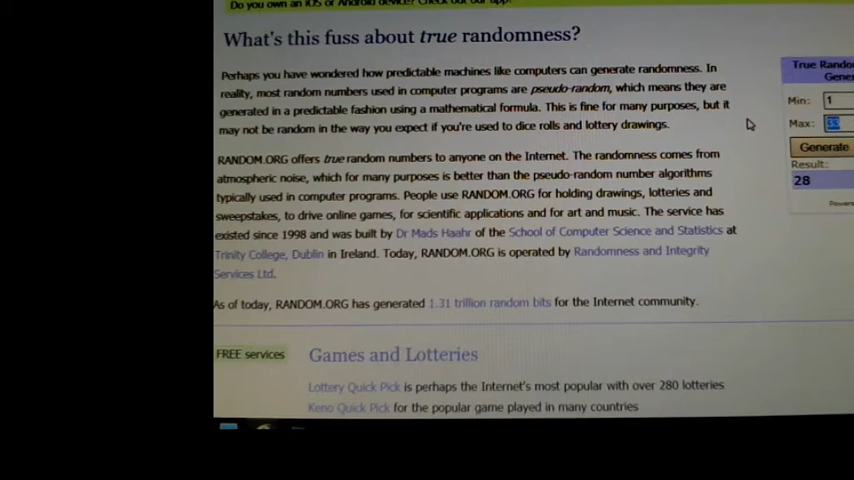 Do you own an iOS or Android device? Check out our app!
What's this fuss about true randomness?
Perhaps you have wondered how predictable machines like computers can generate randomness. In
reality, most random numbers used in computer programs are pseudo-random, which means they are
generated in a predictable fashion using a mathematical formula. This is fine for many purposes, but it
may not be random in the way you expect if you're used to dice rolls and lottery drawings.
RANDOM.ORG offers true random numbers to anyone on the Internet. The randomness comes from
atmospheric noise, which for many purposes is better than the pseudo-random number algorithms
typically used in computer programs. People use RANDOM.ORG for holding drawings, lotteries and
sweepstakes, to drive online games, for scientific applications and for art and music. The service has
existed since 1998 and was built by Dr Mads Haahr of the School of Computer Science and Statistics at
Trinity College, Dublin in Ireland. Today, RANDOM.ORG is operated by Randomness and Integrity
Services Ltd.
As of today, RANDOM.ORG has generated 1.31 trillion random bits for the Internet community.
FREE services
Games and Lotteries
Lottery Quick Pick is perhaps the Internet's most popular with over 280 lotteries
Keno Quick Pick for the popular game played in many countries
True Rando
Gene
Min: 1
Max: 33
Generate
Result:
28
Power